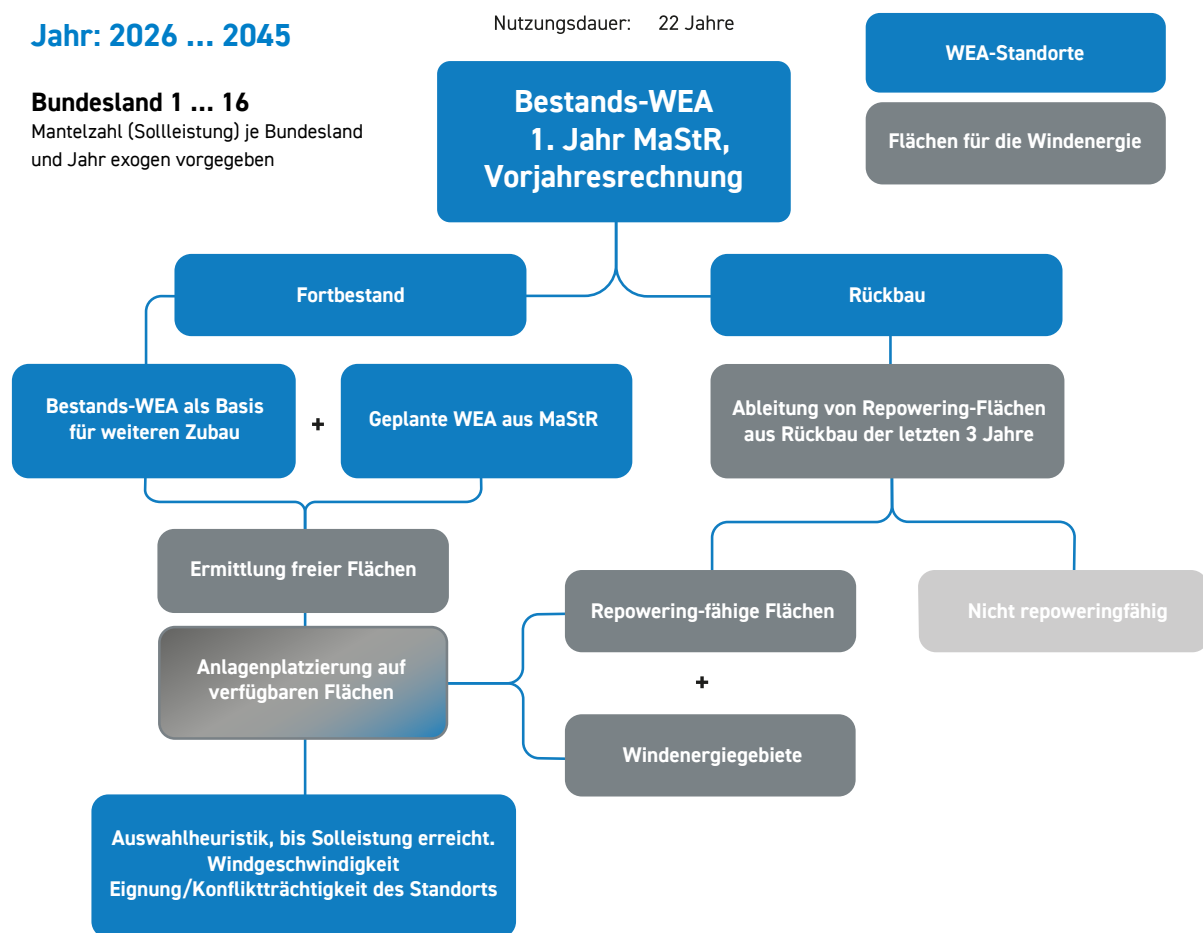 Jahr: 2026 ... 2045
Nutzungsdauer: 22 Jahre
Bundesland 1 ... 16
Mantelzahl (Sollleistung) je Bundesland
und Jahr exogen vorgegeben
WEA-Standorte
Flächen für die Windenergie
Bestands-WEA
1. Jahr MaStR,
Vorjahresrechnung
Fortbestand
Rückbau
Bestands-WEA als Basis
für weiteren Zubau
+
Geplante WEA aus MaStR
Ableitung von Repowering-Flächen
aus Rückbau der letzten 3 Jahre
Ermittlung freier Flächen
Repowering-fähige Flächen
Nicht repoweringfähig
Anlagenplatzierung auf
verfügbaren Flächen
+
Windenergiegebiete
Auswahlheuristik, bis Solleistung erreicht.
Windgeschwindigkeit
Eignung/Konfliktträchtigkeit des Standorts